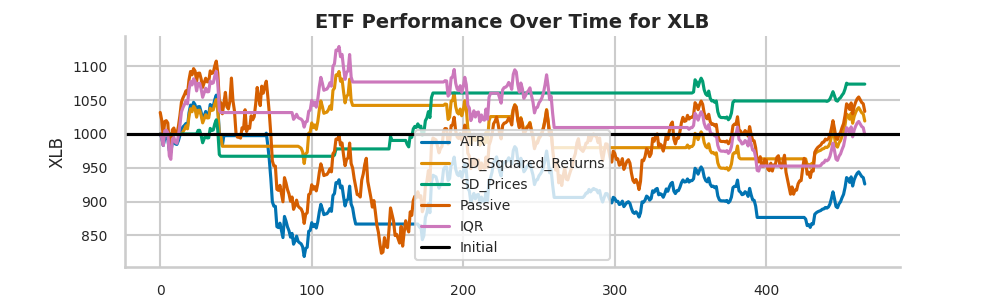 ETF Performance Over Time for XLB
XLB
1100
1050
1000
950
900
850
0
100
200
300
400
ATR
SD_Squared_Returns
SD_Prices
Passive
IQR
Initial